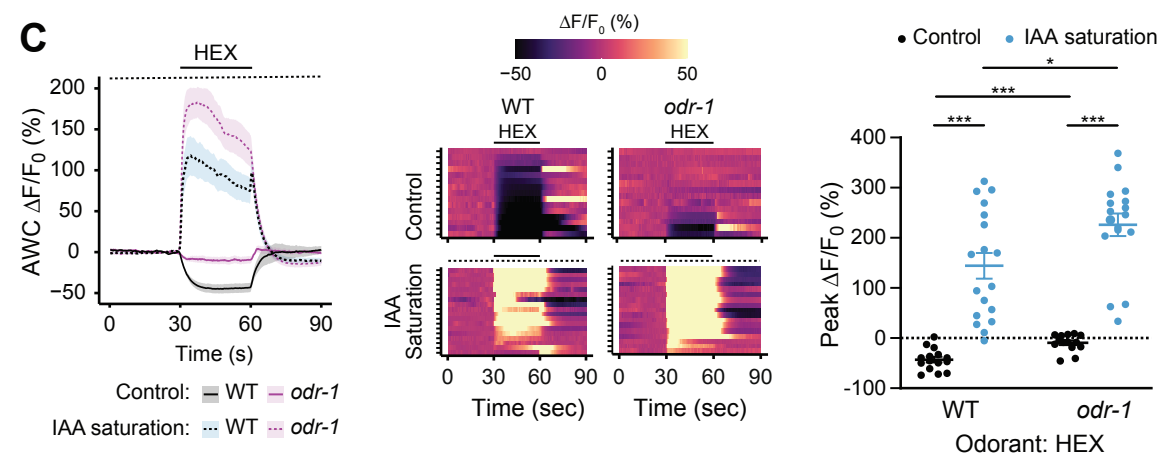 C
HEX
AWC ΔF/F0 (%)
200
150
100
50
0
−50
0
30
60
90
Time (s)
Control: WT odr-1
IAA saturation: WT odr-1
ΔF/F0 (%)
−50
0
50
WT
odr-1
HEX
HEX
Control
IAA
Saturation
0
30
60
90
0
30
60
90
Time (sec)
Time (sec)
Control
IAA saturation
*
***
***
***
Peak ΔF/F0 (%)
400
300
200
100
0
-100
WT
odr-1
Odorant: HEX